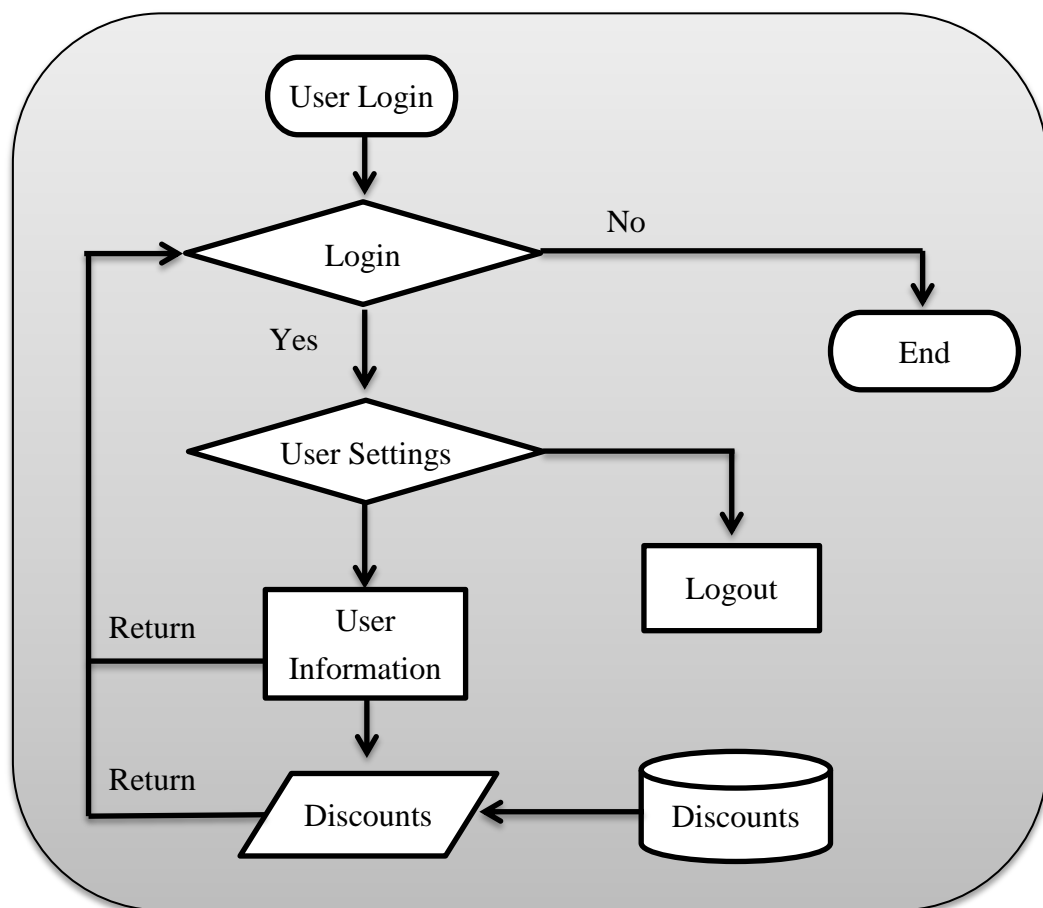 User Login
No
Login
Yes
End
User Settings
Logout
User
Information
Return
Return
Discounts
Discounts